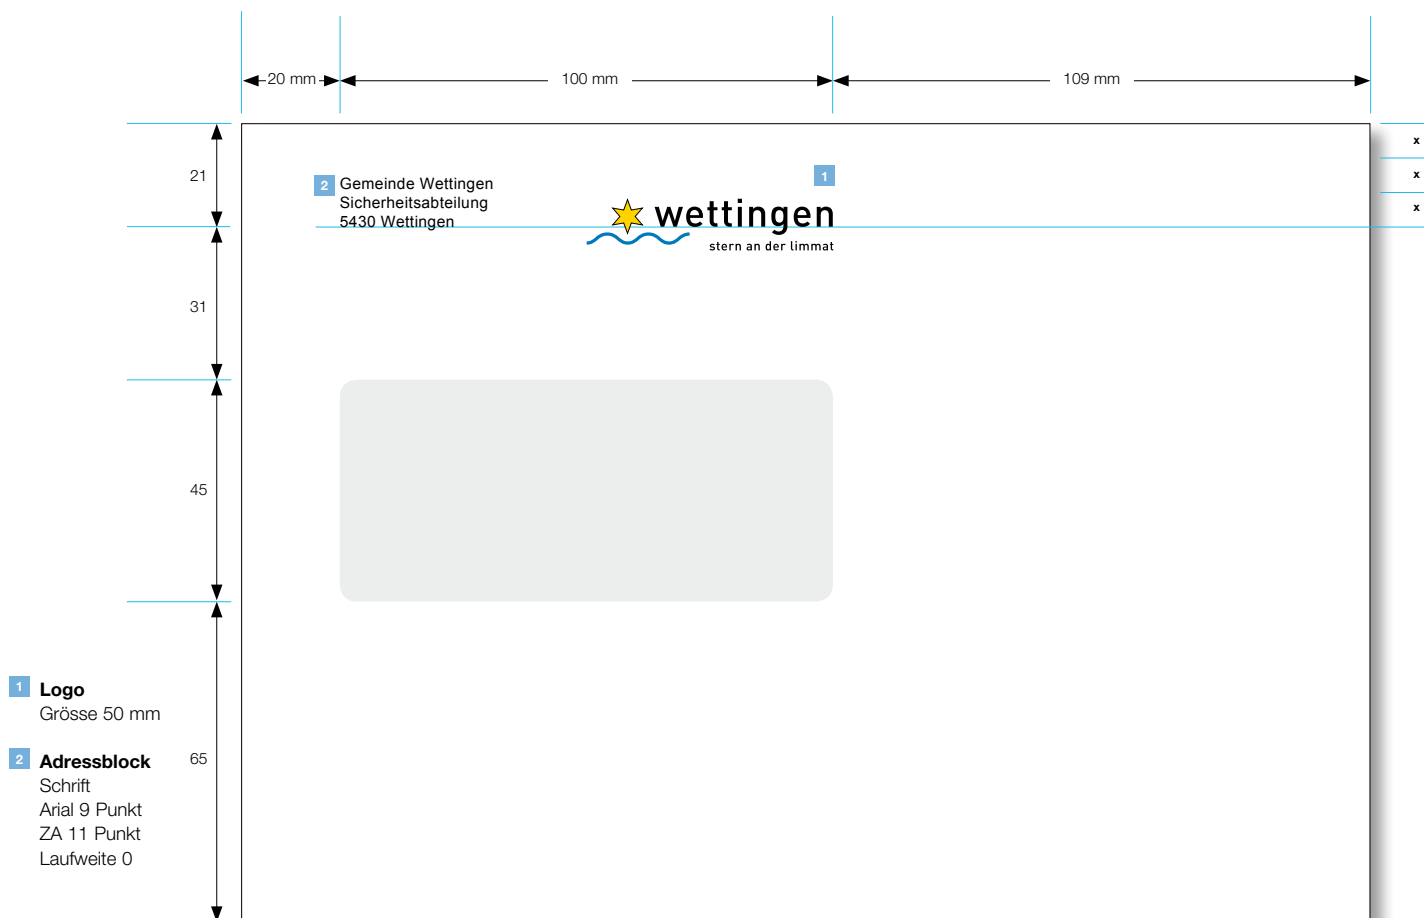 20 mm
100 mm
109 mm
x
x
x
21
31
45
65
2
Gemeinde Wettingen
Sicherheitsabteilung
5430 Wettingen
1
wettingen
stern an der limmat
1 Logo
Grösse 50 mm
2 Adressblock
Schrift
Arial 9 Punkt
ZA 11 Punkt
Laufweite 0